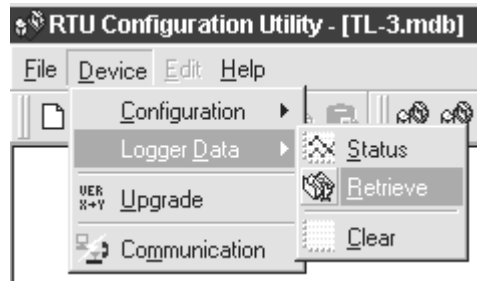 RTU Configuration Utility - [TL-3.mdb]
File Device Edit Help
Configuration
Logger Data
Status
Retrieve
VER
X→Y Upgrade
Clear
Communication